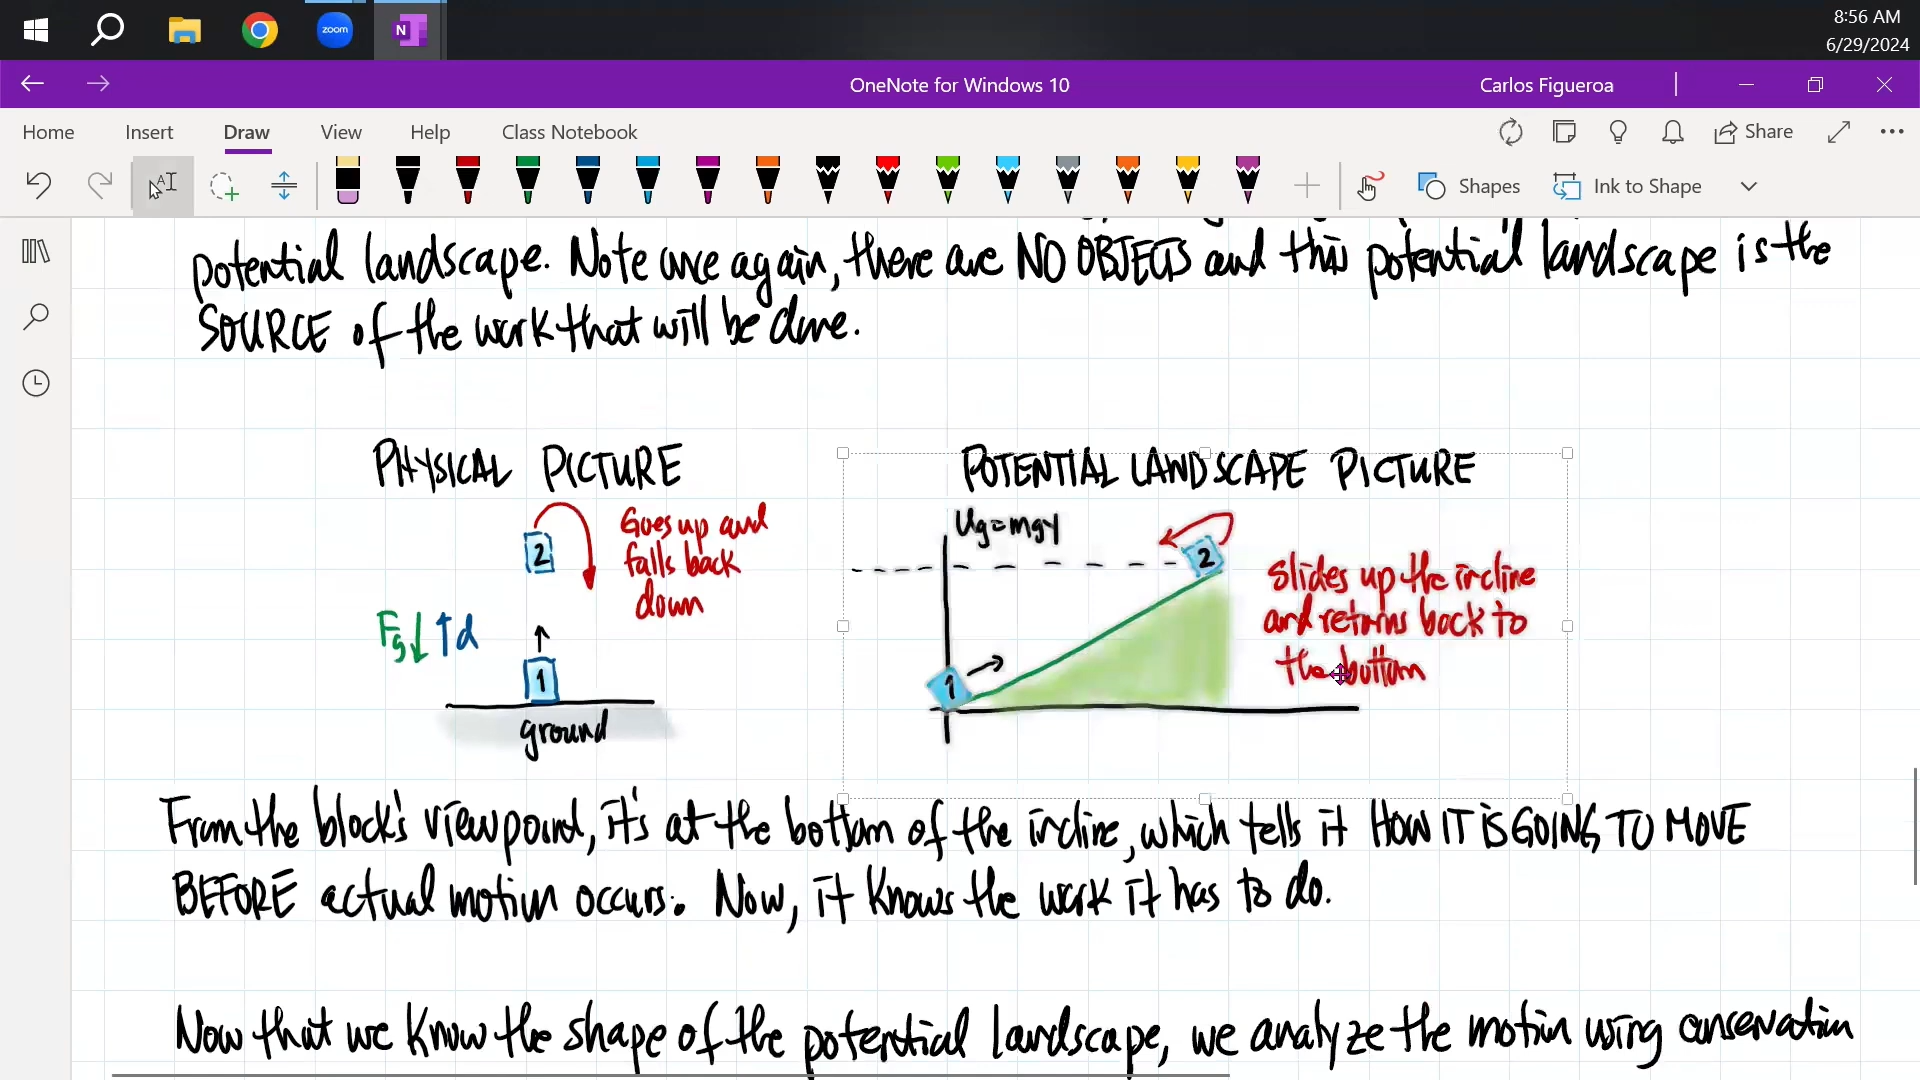 8:56 AM
6/29/2024
zoom
N
OneNote for Windows 10
Carlos Figueroa
Home Insert Draw View Help Class Notebook
Share
Shapes
Ink to Shape
potential landscape. Note once again, there are NO OBJECTS and this potential landscape is the
SOURCE of the work that will be done.
PHYSICAL PICTURE
2
Goes up and
falls back
down
Fg↓ ↑d
1
ground
POTENTIAL LANDSCAPE PICTURE
Ug=mgy
2
1
Slides up the incline
and returns back to
the bottom
From the block's viewpoint, it's at the bottom of the incline, which tells it HOW IT IS GOING TO MOVE
BEFORE actual motion occurs. Now, it knows the work it has to do.
Now that we know the shape of the potential landscape, we analyze the motion using conservation